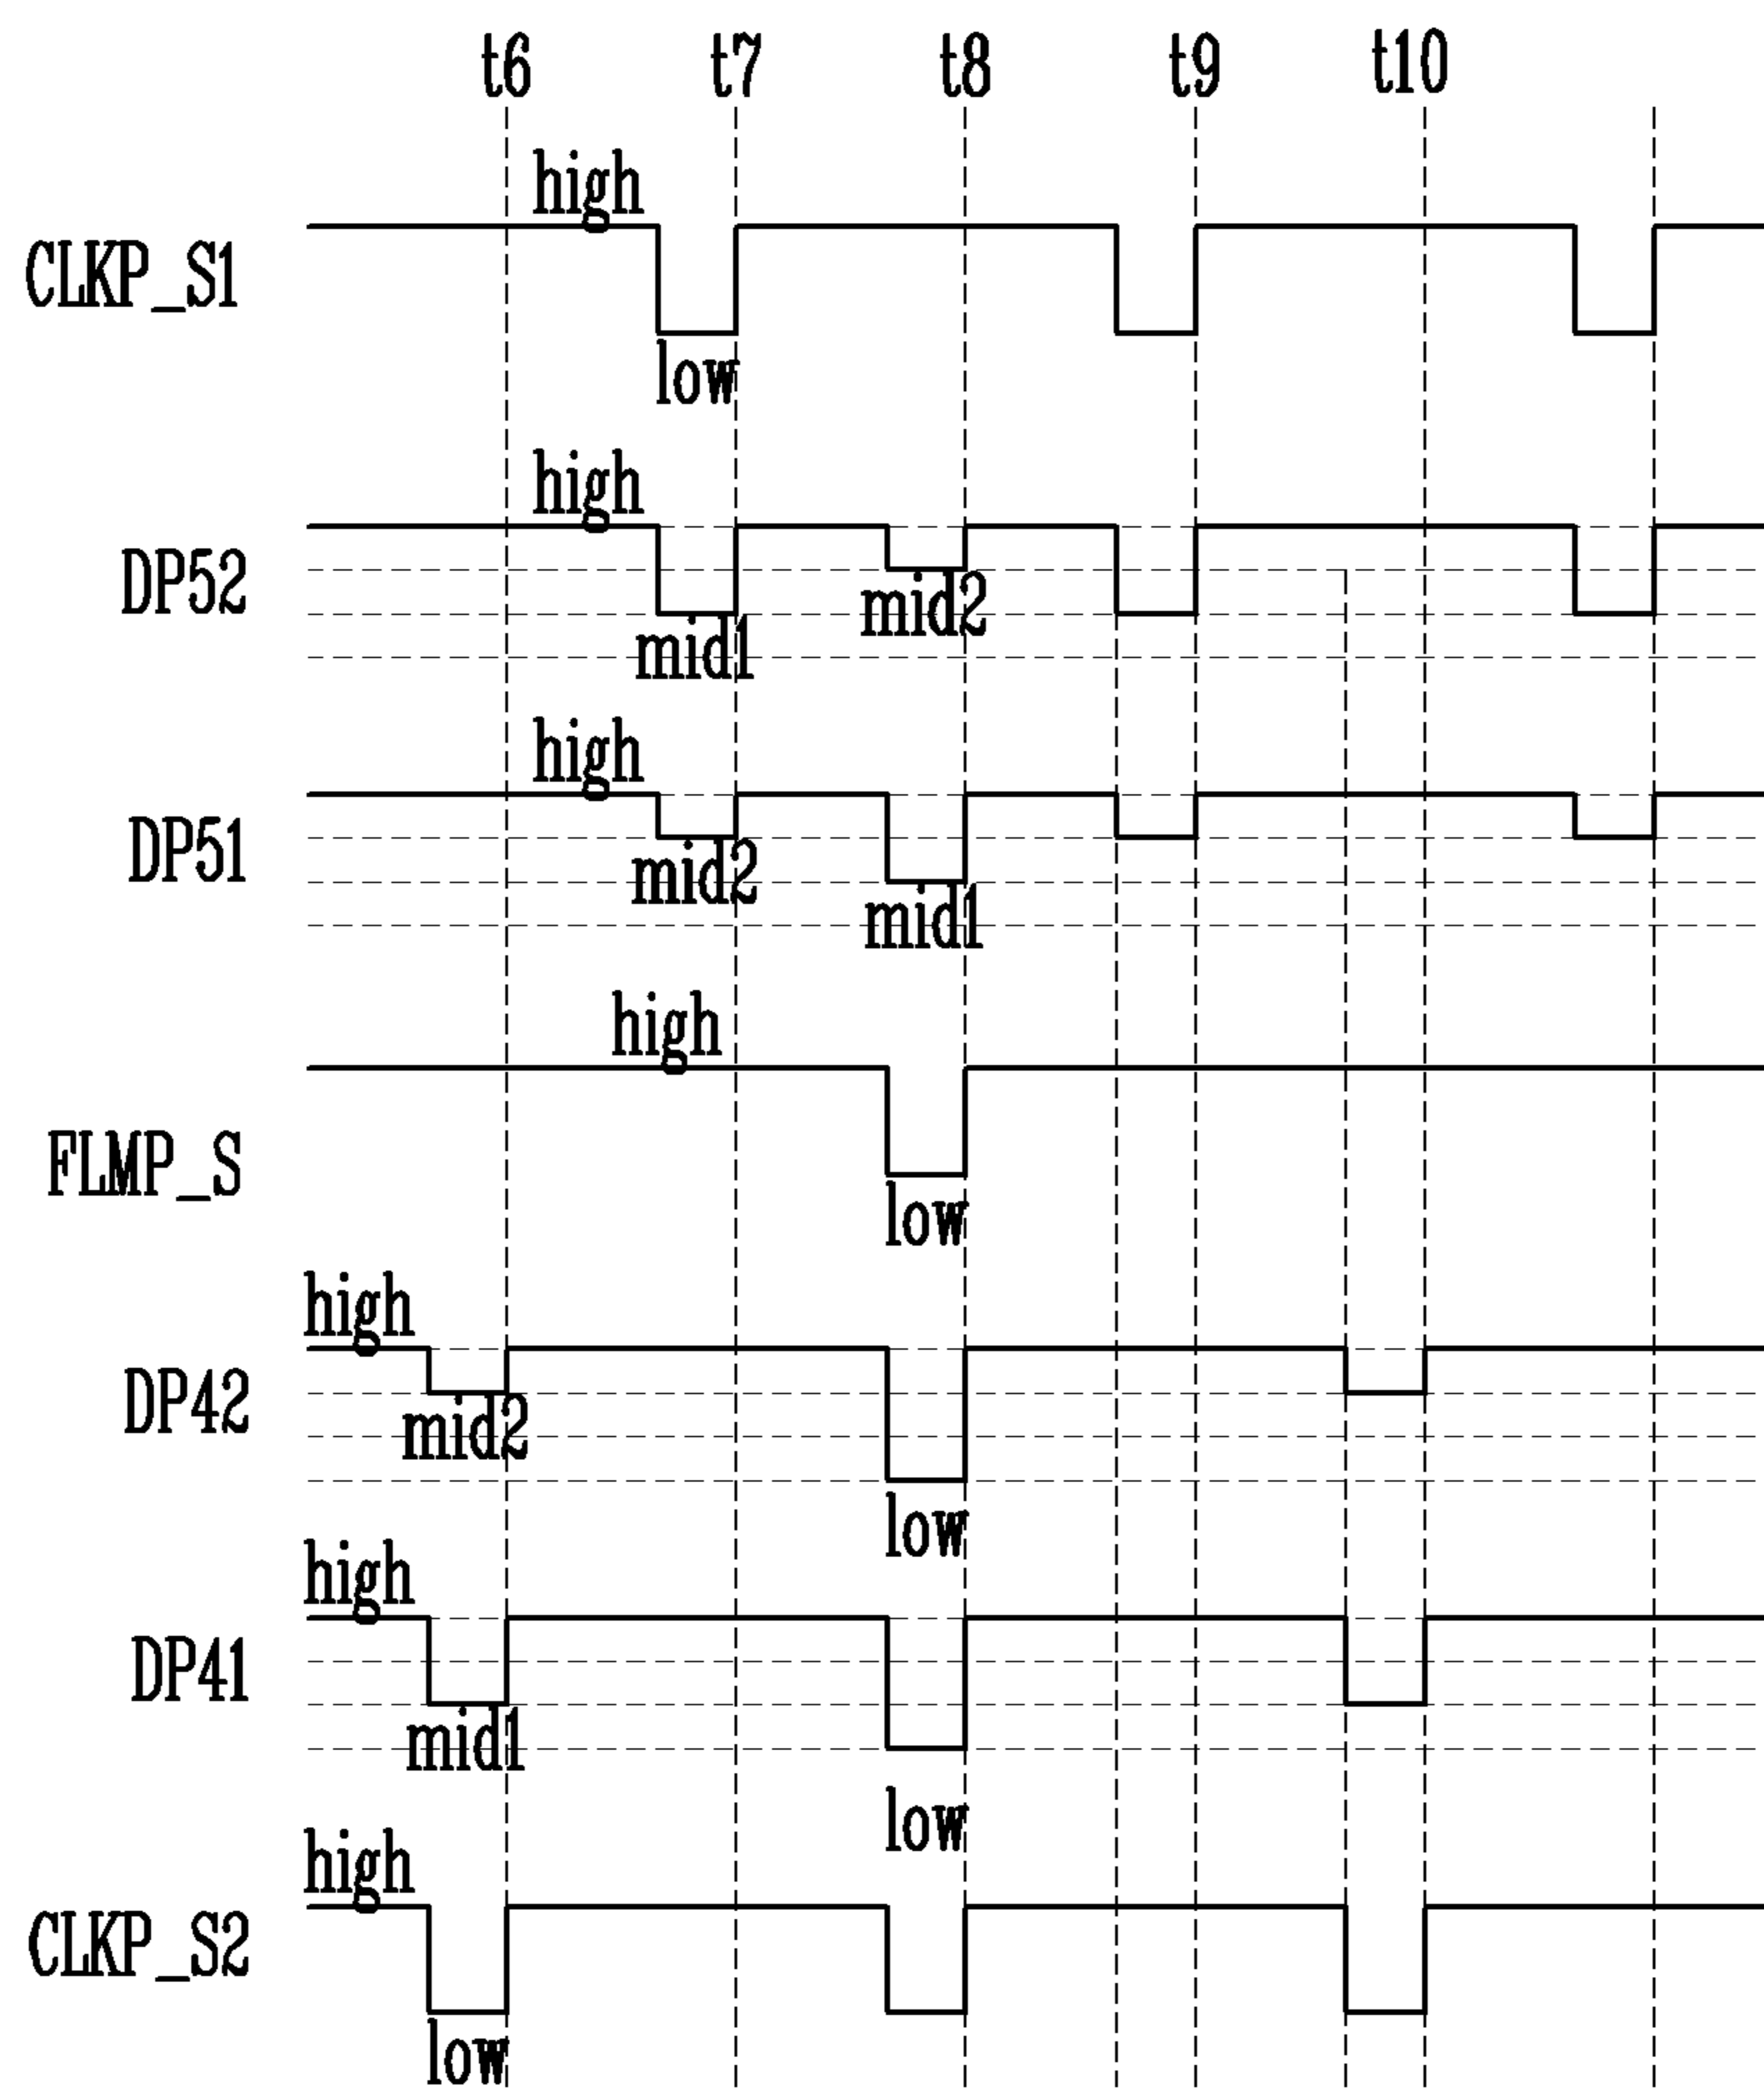 t6 t7 t8 t9 t10
high
CLKP_S1
low
high
DP52
mid2
mid1
high
DP51
mid2
mid1
high
FLMP_S
low
high
DP42
mid2
low
high
DP41
mid1
low
high
CLKP_S2
low